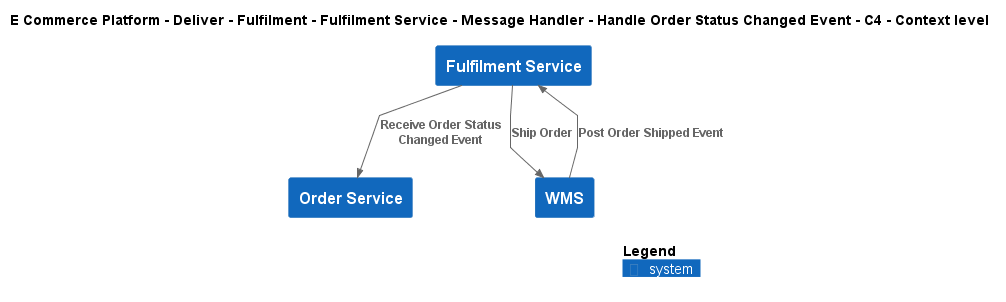 E Commerce Platform - Deliver - Fulfilment - Fulfilment Service - Message Handler - Handle Order Status Changed Event - C4 - Context level
Fulfilment Service
Receive Order Status
Changed Event
Ship Order
Post Order Shipped Event
Order Service
WMS
Legend
system